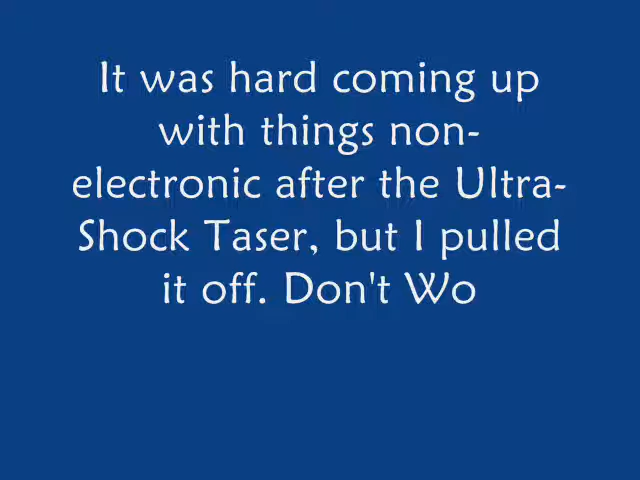 It was hard coming up
with things non-
electronic after the Ultra-
Shock Taser, but I pulled
it off. Don't Wo